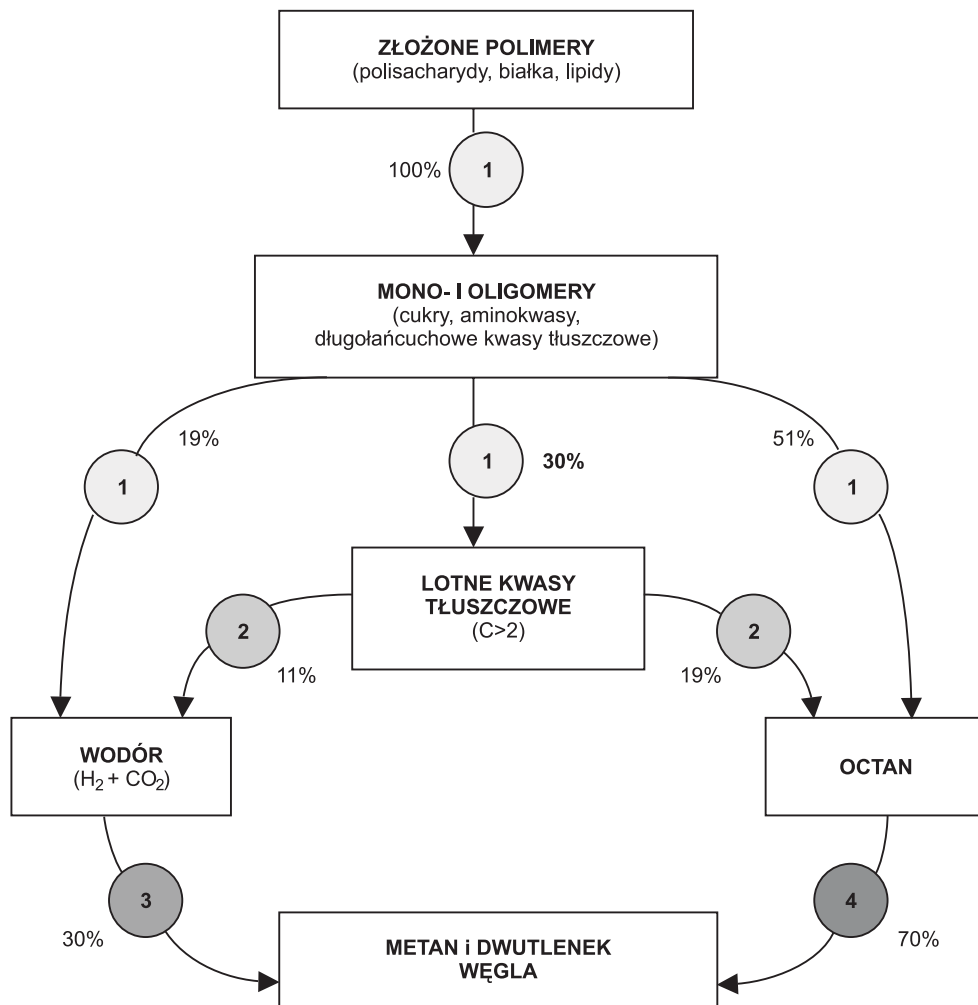 ZŁOŻONE POLIMERY
(polisacharydy, białka, lipidy)
100%
1
MONO- I OLIGOMERY
(cukry, aminokwasy,
długołańcuchowe kwasy tłuszczowe)
19%
1
1
30%
51%
1
LOTNE KWASY
TŁUSZCZOWE
(C>2)
2
11%
2
19%
WODÓR
(H₂ + CO₂)
OCTAN
3
30%
4
70%
METAN i DWUTLENEK
WĘGLA